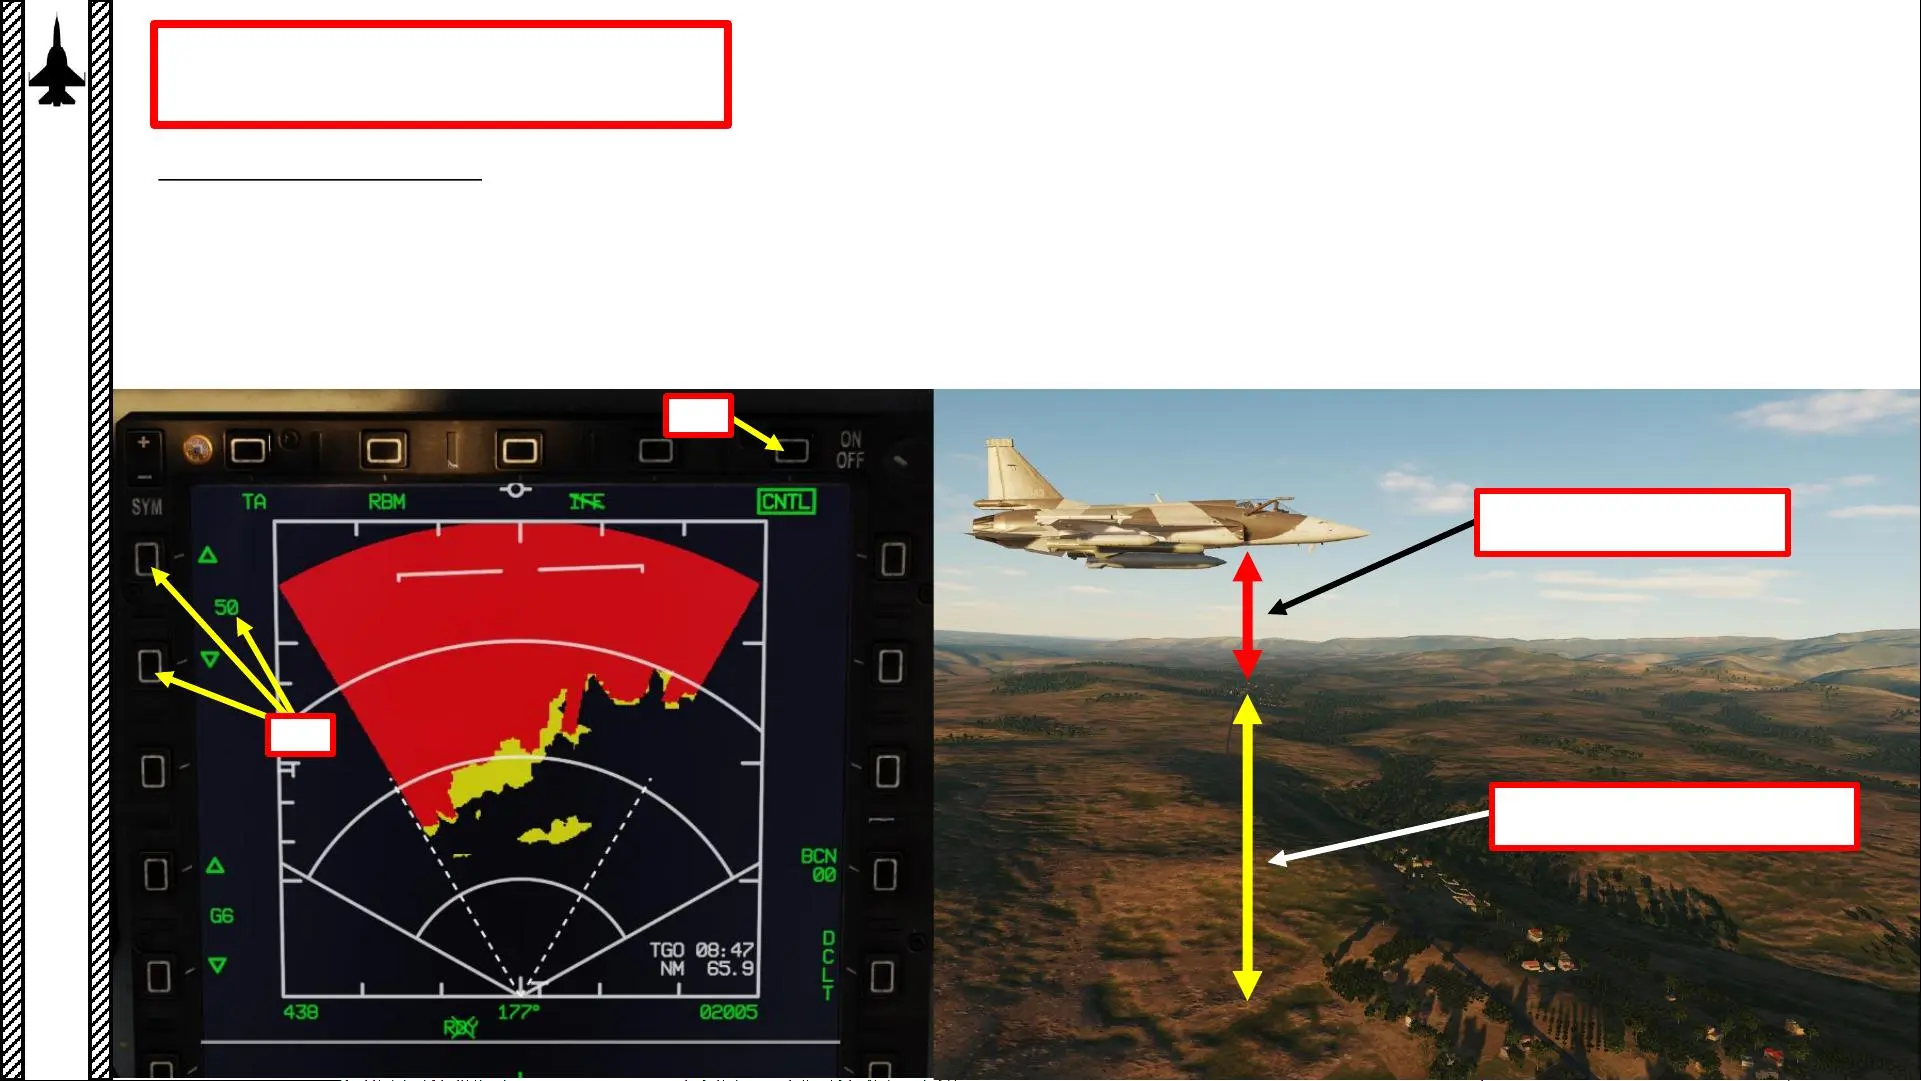 +
−
SYM
ON
OFF
TA
RBM
CNTL
50
G6
BCN
00
D
C
L
T
TGO 08:47
NM 65.9
438
177°
02005
RDY